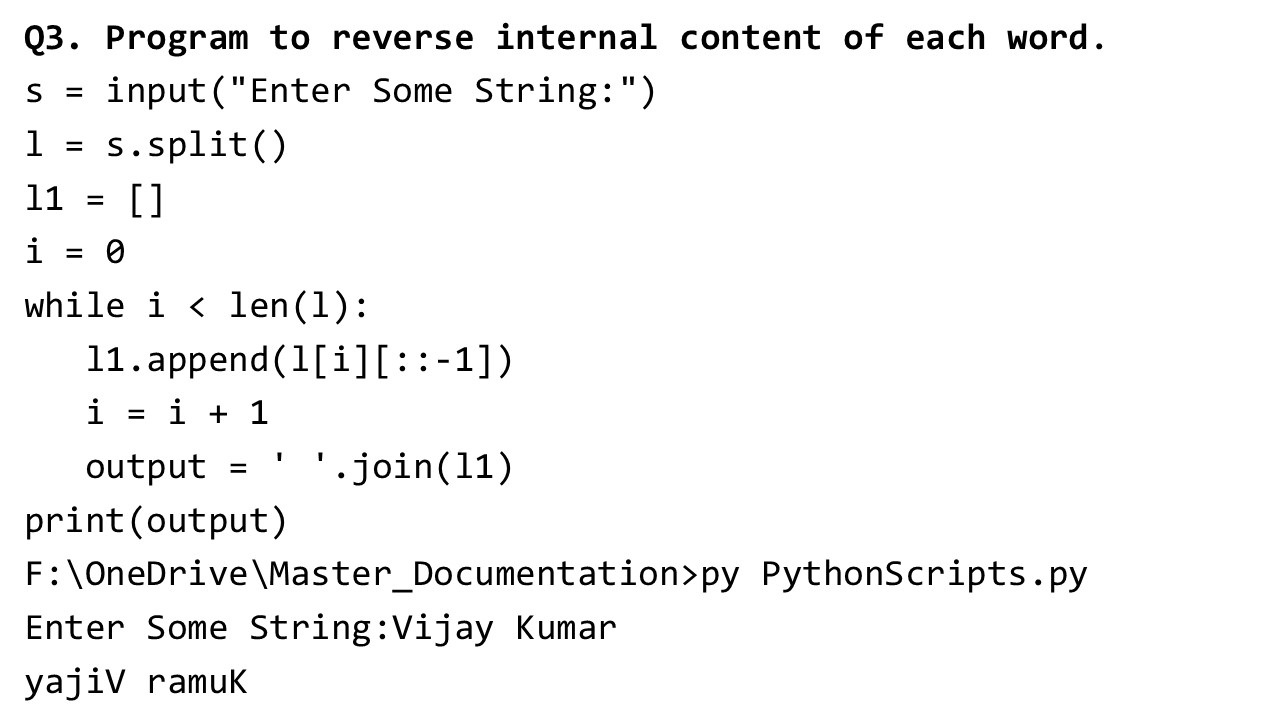 Q3. Program to reverse internal content of each word.
s = input("Enter Some String:")
l = s.split()
l1 = []
i = 0
while i < len(l):
   l1.append(l[i][::-1])
   i = i + 1
   output = ' '.join(l1)
print(output)
F:\OneDrive\Master_Documentation>py PythonScripts.py
Enter Some String:Vijay Kumar
yajiV ramuK